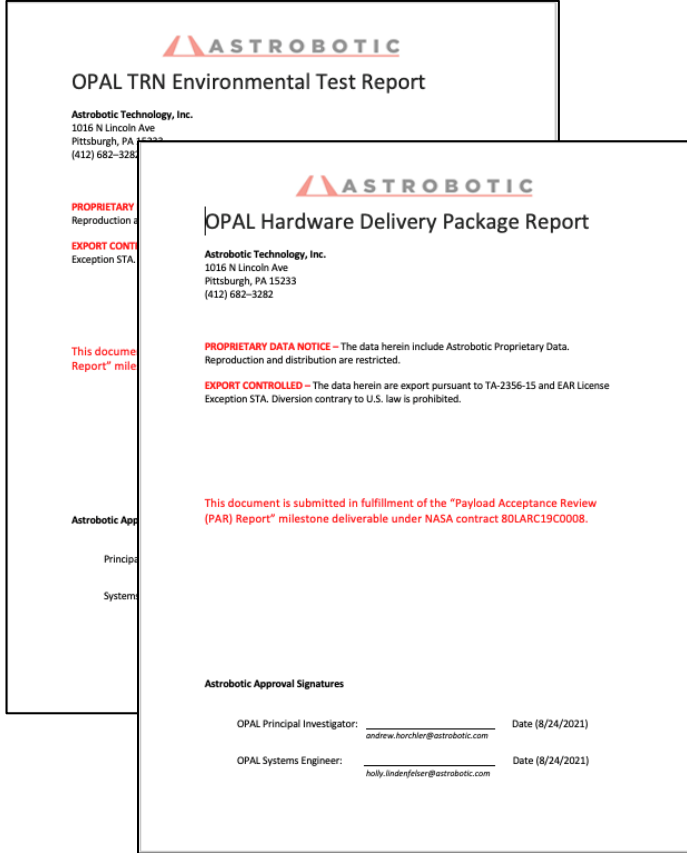 ASTROBOTIC
OPAL TRN Environmental Test Report
Astrobotic Technology, Inc.
1016 N Lincoln Ave
Pittsburgh, PA
(412) 682–3282
PROPRIETARY
Reproduction
EXPORT
Exception STA.
This
Report”
Astrobotic
ASTROBOTIC
OPAL Hardware Delivery Package Report
Astrobotic Technology, Inc.
1016 N Lincoln Ave
Pittsburgh, PA 15233
(412) 682–3282
PROPRIETARY DATA NOTICE – The data herein include Astrobotic Proprietary Data.
Reproduction and distribution are restricted.
EXPORT CONTROLLED – The data herein are export pursuant to TA-2356-15 and EAR License
Exception STA. Diversion contrary to U.S. law is prohibited.
This document is submitted in fulfillment of the “Payload Acceptance Review
(PAR) Report” milestone deliverable under NASA contract 80LARC19C0008.
Astrobotic Approval Signatures
OPAL Principal Investigator: Date (8/24/2021)
andrew.horchler@astrobotic.com
OPAL Systems Engineer: Date (8/24/2021)
holly.lindenfelser@astrobotic.com